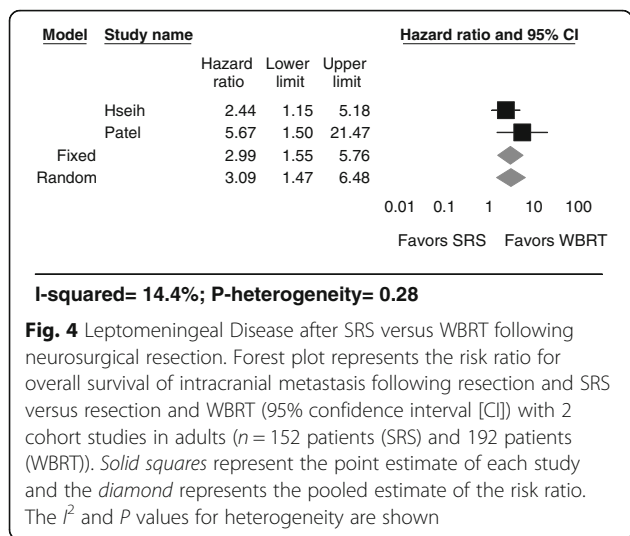 Model Study name Hazard ratio and 95% CI
Hazard Lower Upper
ratio limit limit
Hseih 2.44 1.15 5.18
Patel 5.67 1.50 21.47
Fixed 2.99 1.55 5.76
Random 3.09 1.47 6.48
0.01 0.1 1 10 100
Favors SRS Favors WBRT
I-squared= 14.4%; P-heterogeneity= 0.28
Fig. 4 Leptomeningeal Disease after SRS versus WBRT following
neurosurgical resection. Forest plot represents the risk ratio for
overall survival of intracranial metastasis following resection and SRS
versus resection and WBRT (95% confidence interval [CI]) with 2
cohort studies in adults (n = 152 patients (SRS) and 192 patients
(WBRT)). Solid squares represent the point estimate of each study
and the diamond represents the pooled estimate of the risk ratio.
The I² and P values for heterogeneity are shown